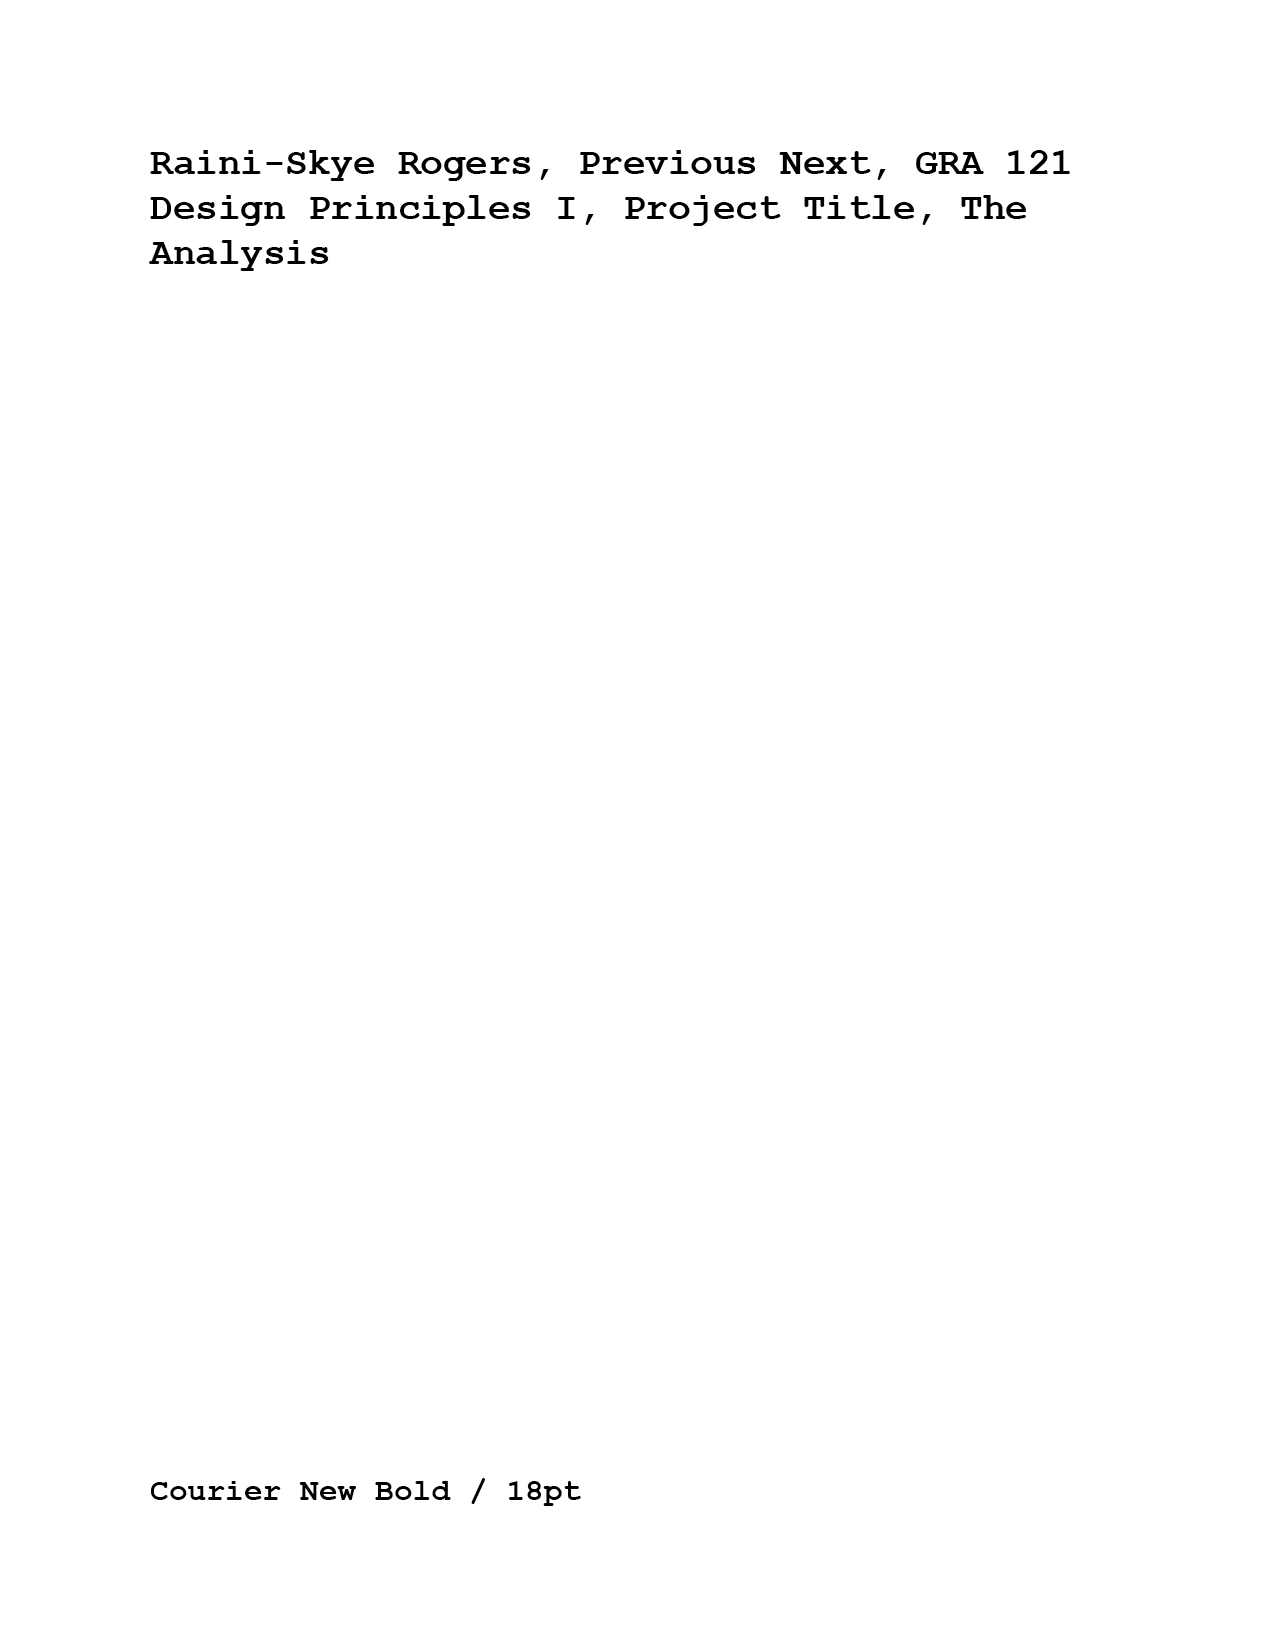 Raini-Skye Rogers, Previous Next, GRA 121
Design Principles I, Project Title, The
Analysis
Courier New Bold / 18pt